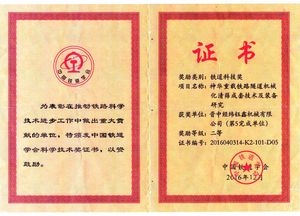 为表彰在推动铁路科学
技术进步工作中做出重大贡
献的单位，特颁发中国铁道
学会科学技术奖证书，以资
鼓励。
证书
奖励类别：铁道科技奖
项目名称：神华重载铁路隧道机械
化清筛成套技术及装备
研究
获奖单位：晋中经纬钰鑫机械有限
公司（第5完成单位）
奖励等级：二等
证书号：2016040314-K2-101-D05
中国铁道学会
2016年12月